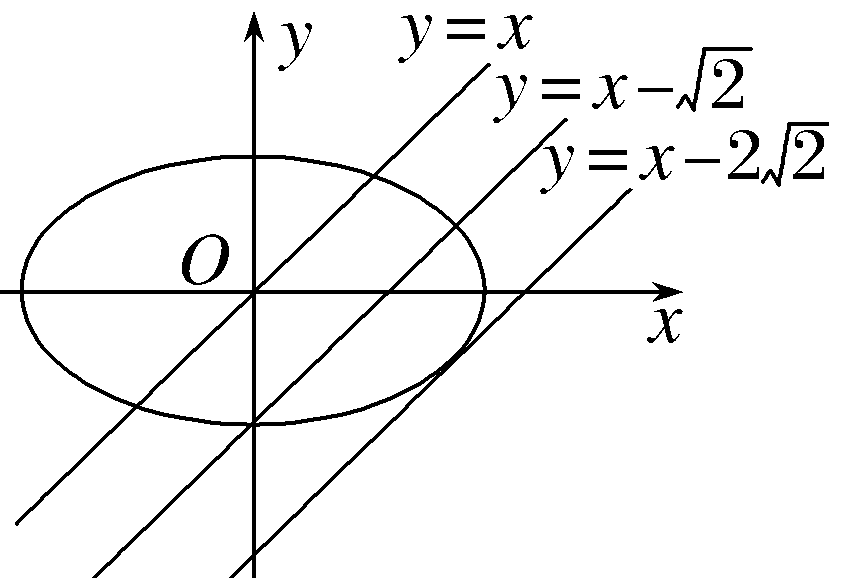 y
y = x
y = x − √2
y = x − 2√2
O
x